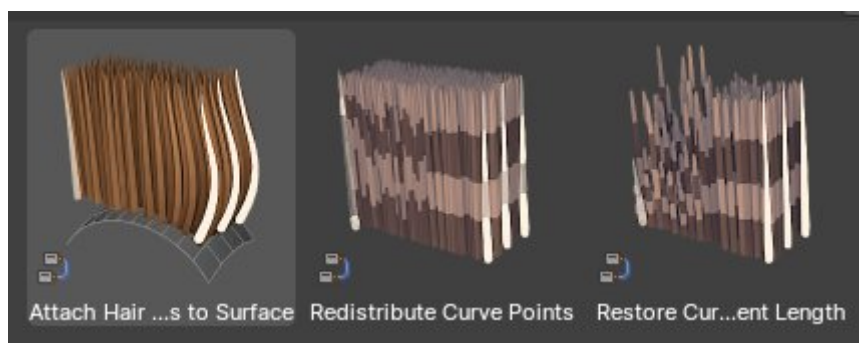 Attach Hair ...s to Surface
Redistribute Curve Points
Restore Cur...ent Length